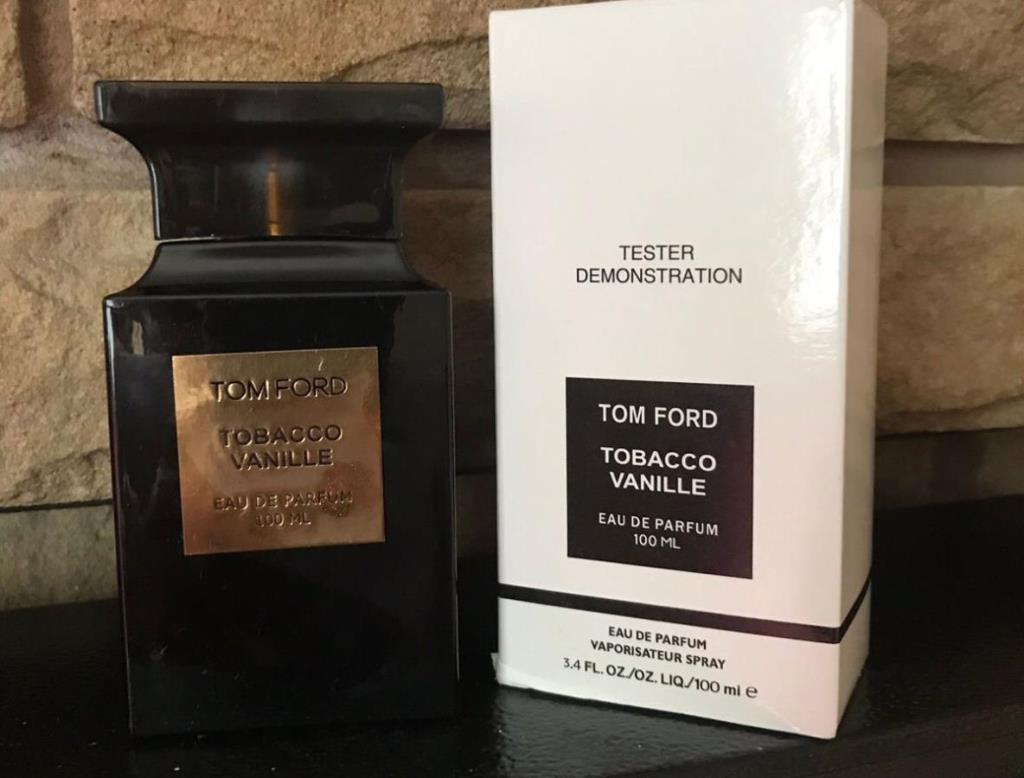 TOM FORD
TOBACCO
VANILLE
EAU DE PARFUM
100 ML
TESTER
DEMONSTRATION
TOM FORD
TOBACCO
VANILLE
EAU DE PARFUM
100 ML
EAU DE PARFUM
VAPORISATEUR SPRAY
3.4 FL. OZ./OZ. LIQ./100 ml e